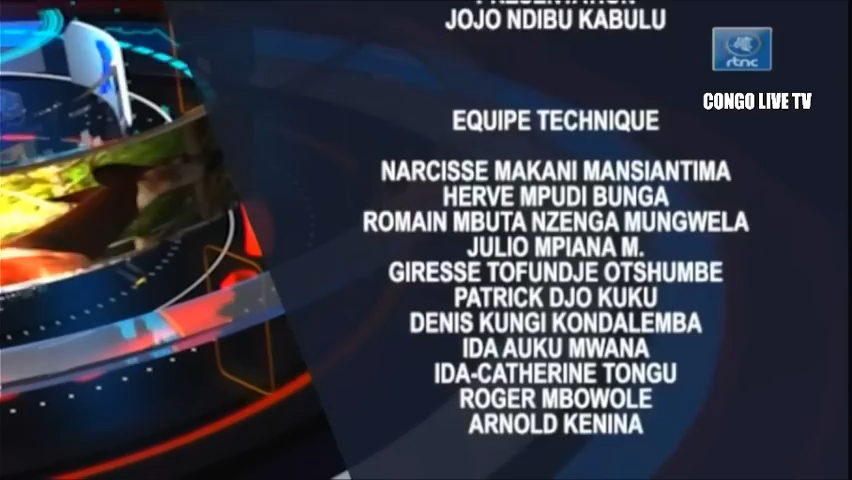 PRESENTATION
JOJO NDIBU KABULU
rtnc
CONGO LIVE TV
EQUIPE TECHNIQUE
NARCISSE MAKANI MANSIANTIMA
HERVE MPUDI BUNGA
ROMAIN MBUTA NZENGA MUNGWELA
JULIO MPIANA M.
GIRESSE TOFUNDJE OTSHUMBE
PATRICK DJO KUKU
DENIS KUNGI KONDALEMBA
IDA AUKU MWANA
IDA-CATHERINE TONGU
ROGER MBOWOLE
ARNOLD KENINA